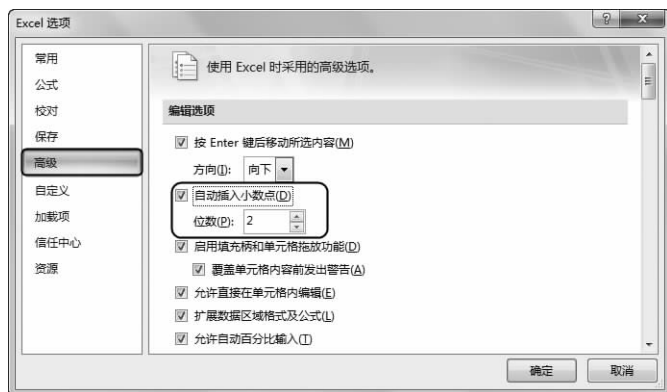 Excel 选项
常用
公式
校对
保存
高级
自定义
加载项
信任中心
资源
使用 Excel 时采用的高级选项。
编辑选项
按 Enter 键后移动所选内容(M)
方向(I): 向下
自动插入小数点(D)
位数(P): 2
启用填充柄和单元格拖放功能(D)
覆盖单元格内容前发出警告(A)
允许直接在单元格内编辑(E)
扩展数据区域格式及公式(L)
允许自动百分比输入(T)
确定 取消